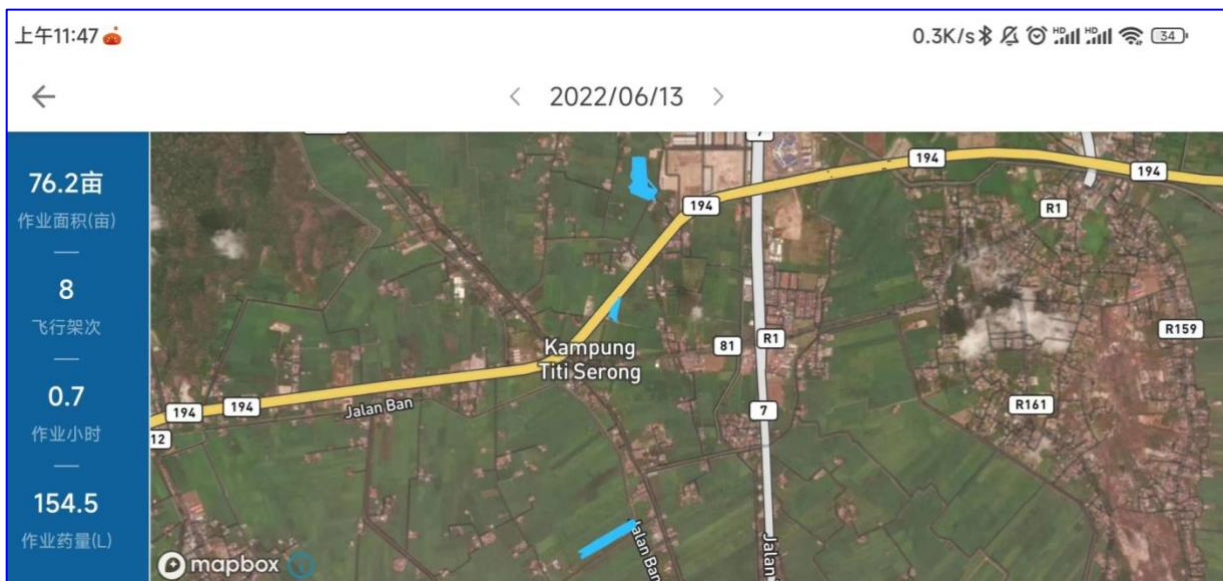 上午11:47
0.3K/s HD HD 34
2022/06/13
76.2亩
作业面积(亩)
8
飞行架次
0.7
作业小时
154.5
作业药量(L)
7
194
194
194
R1
81
R1
R159
Kampung
Titi Serong
194
194
Jalan Ban
7
R161
12
Jalan Ban
Jalan
mapbox